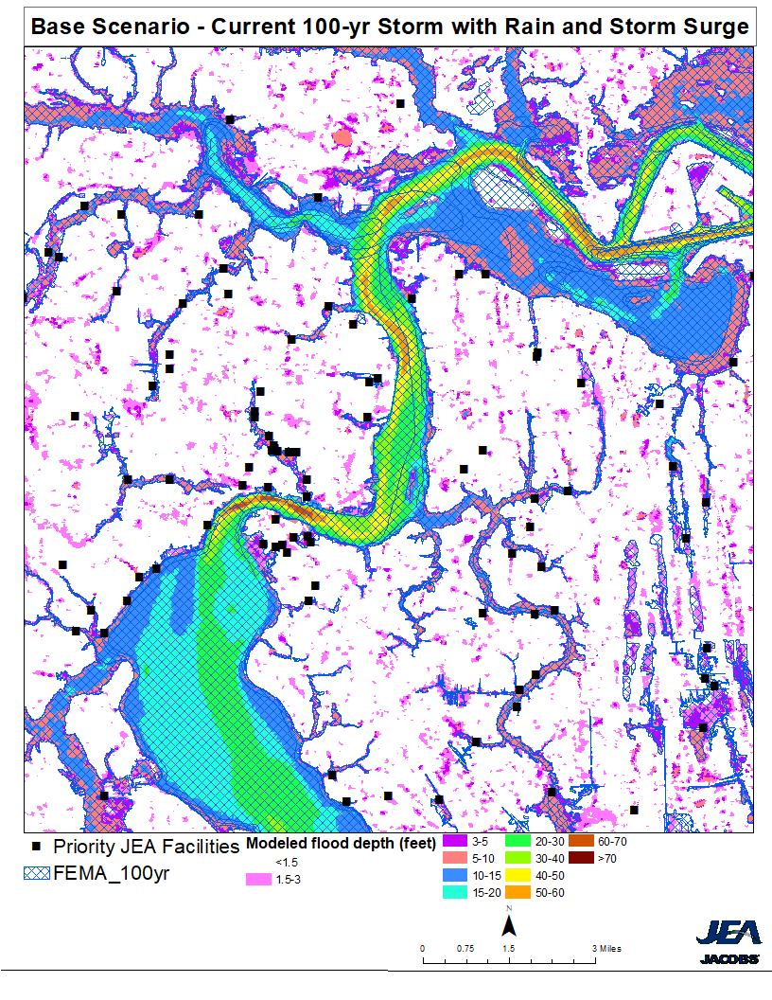 Base Scenario - Current 100-yr Storm with Rain and Storm Surge
Priority JEA Facilities
FEMA_100yr
Modeled flood depth (feet)
<1.5
1.5-3
3-5
5-10
10-15
15-20
20-30
30-40
40-50
50-60
60-70
>70
N
0 0.75 1.5 3 Miles
JEA
JACOBS